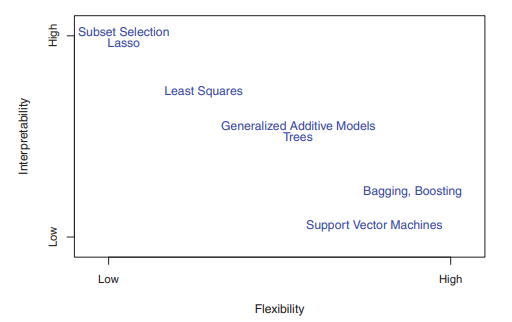 High
Subset Selection
Lasso
Least Squares
Generalized Additive Models
Trees
Interpretability
Bagging, Boosting
Support Vector Machines
Low
Low
High
Flexibility